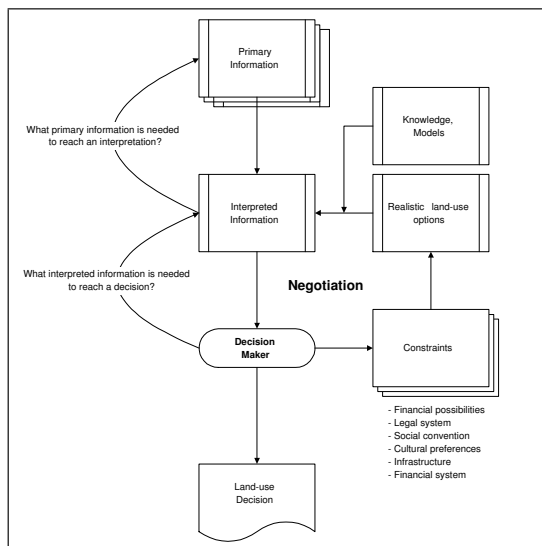 Primary
Information
What primary information is needed
to reach an interpretation?
Knowledge,
Models
Interpreted
Information
Realistic land-use
options
What interpreted information is needed
to reach a decision?
Negotiation
Decision
Maker
Constraints
- Financial possibilities
- Legal system
- Social convention
- Cultural preferences
- Infrastructure
- Financial system
Land-use
Decision